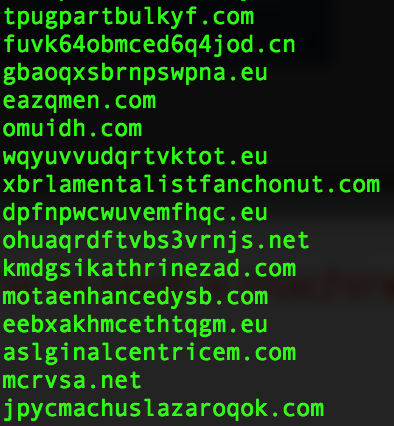 tpugpartbulkyf.com
fuvk64obmced6q4jod.cn
gbaoqxsbrnpswpna.eu
eazqmen.com
omuidh.com
wqyuvvudqrtvktot.eu
xbrlamentalistfanchonut.com
dpfnpwcwuvemfhqc.eu
ohuaqrdftvbs3vrnjs.net
kmdgsikathrinezad.com
motaenhancedysb.com
eebxakhmcethtqgm.eu
aslginalcentricem.com
mcrvsa.net
jpycmachuslazaroqok.com